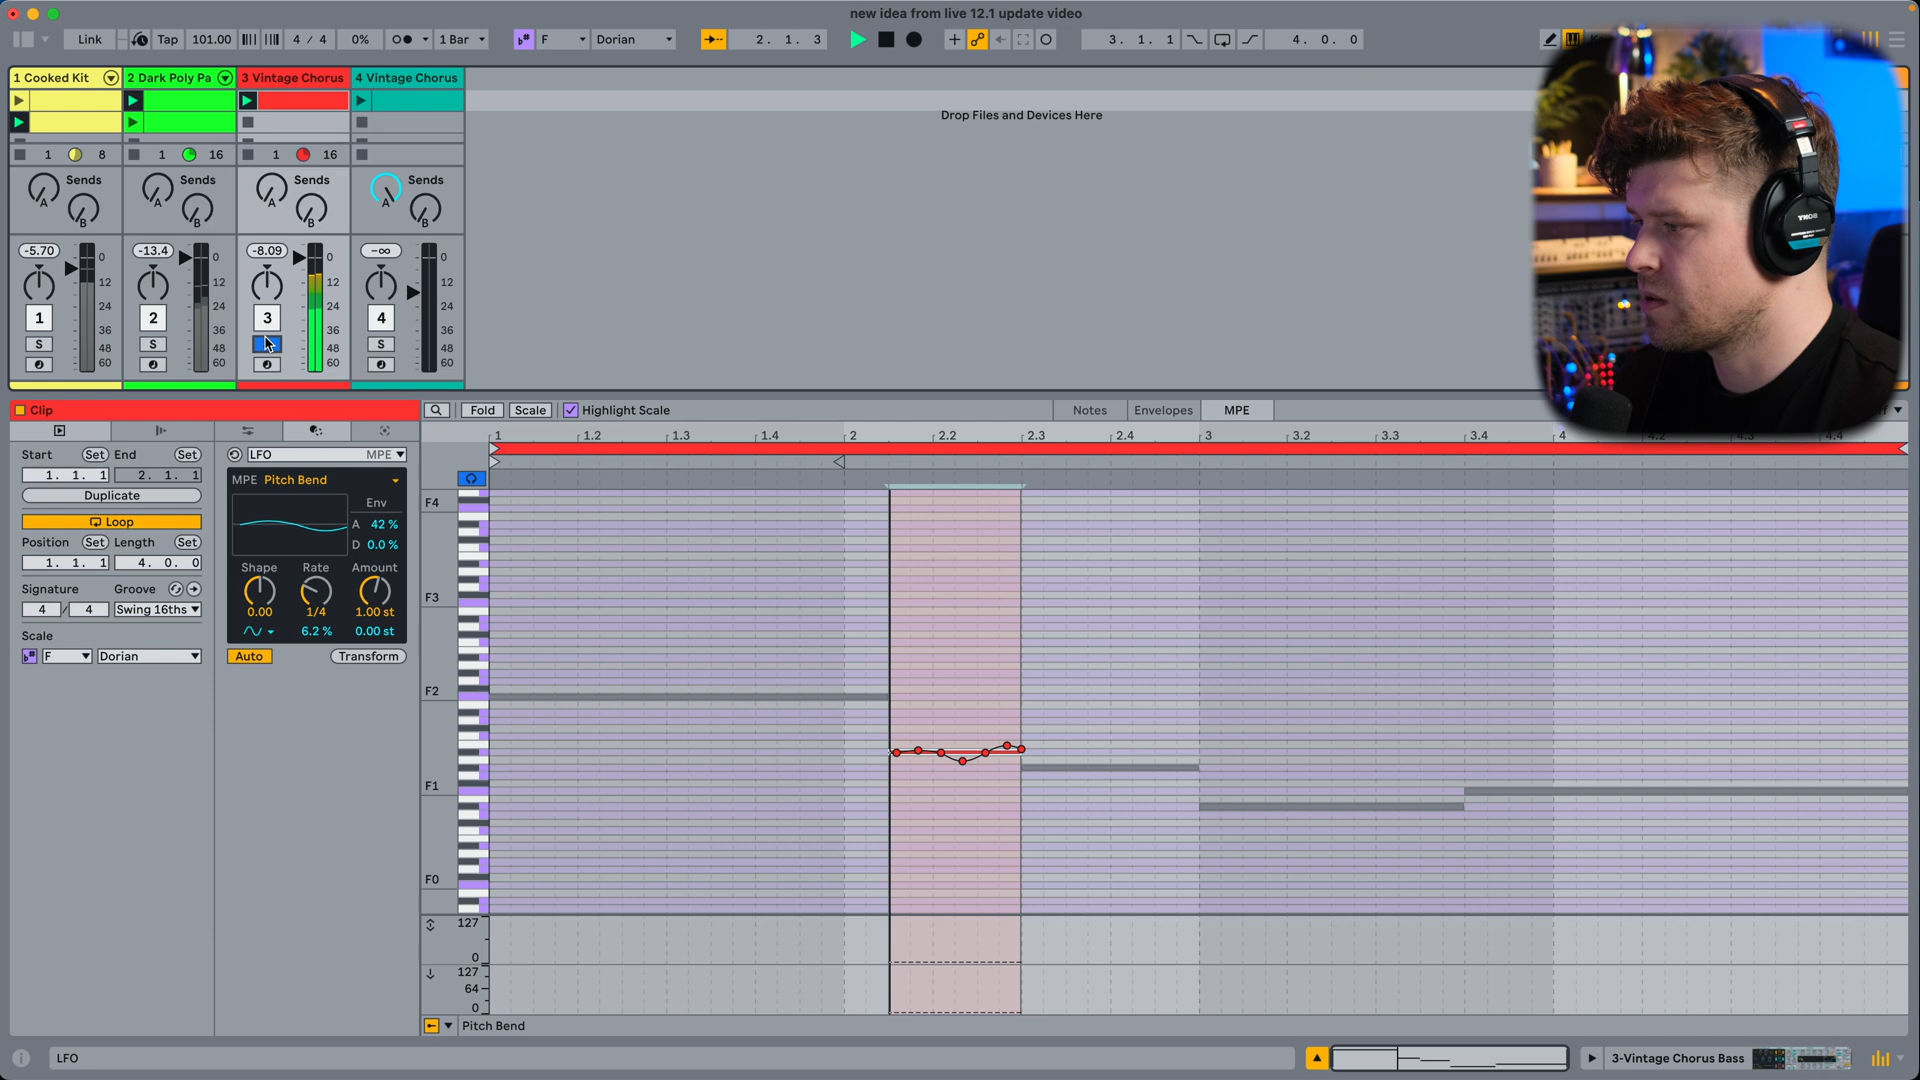 new idea from live 12.1 update video
Link Tap 101.00 4 / 4 0% 1 Bar F Dorian 2. 1. 3 3. 1. 1 4. 0. 0
1 Cooked Kit 2 Dark Poly Pa 3 Vintage Chorus 4 Vintage Chorus
Drop Files and Devices Here
1 8 1 16 1 16
Sends Sends Sends Sends
A A A A
B B B B
-5.70 0 -13.4 0 -8.09 0 -∞ 0
12 12 12 12
24 24 24 24
1 2 3 4
36 36 36 36
S S S
48 48 48 48
60 60 60 60
Clip
Fold Scale Highlight Scale Notes Envelopes MPE
1 1.2 1.3 1.4 2 2.2 2.3 2.4 3 3.2 3.3 3.4 4 4.2 4.3 4.4
Start Set End Set
1. 1. 1 2. 1. 1
Duplicate
Loop
Position Set Length Set
1. 1. 1 4. 0. 0
Signature Groove
4 / 4 Swing 16ths
Scale
F Dorian
LFO MPE
MPE Pitch Bend
Env
A 42 %
D 0.0 %
Shape Rate Amount
0.00 1/4 1.00 st
6.2 % 0.00 st
Auto Transform
F4
F3
F2
F1
F0
127
0
127
64
0
Pitch Bend
LFO
3-Vintage Chorus Bass